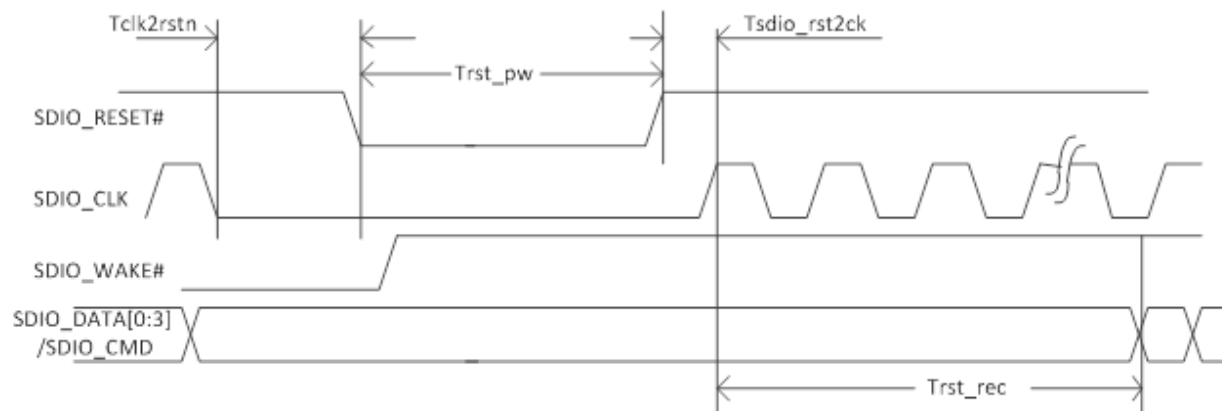 Tclk2rstn
Tsdio_rst2ck
Trst_pw
SDIO_RESET#
SDIO_CLK
SDIO_WAKE#
SDIO_DATA[0:3]
/SDIO_CMD
Trst_rec